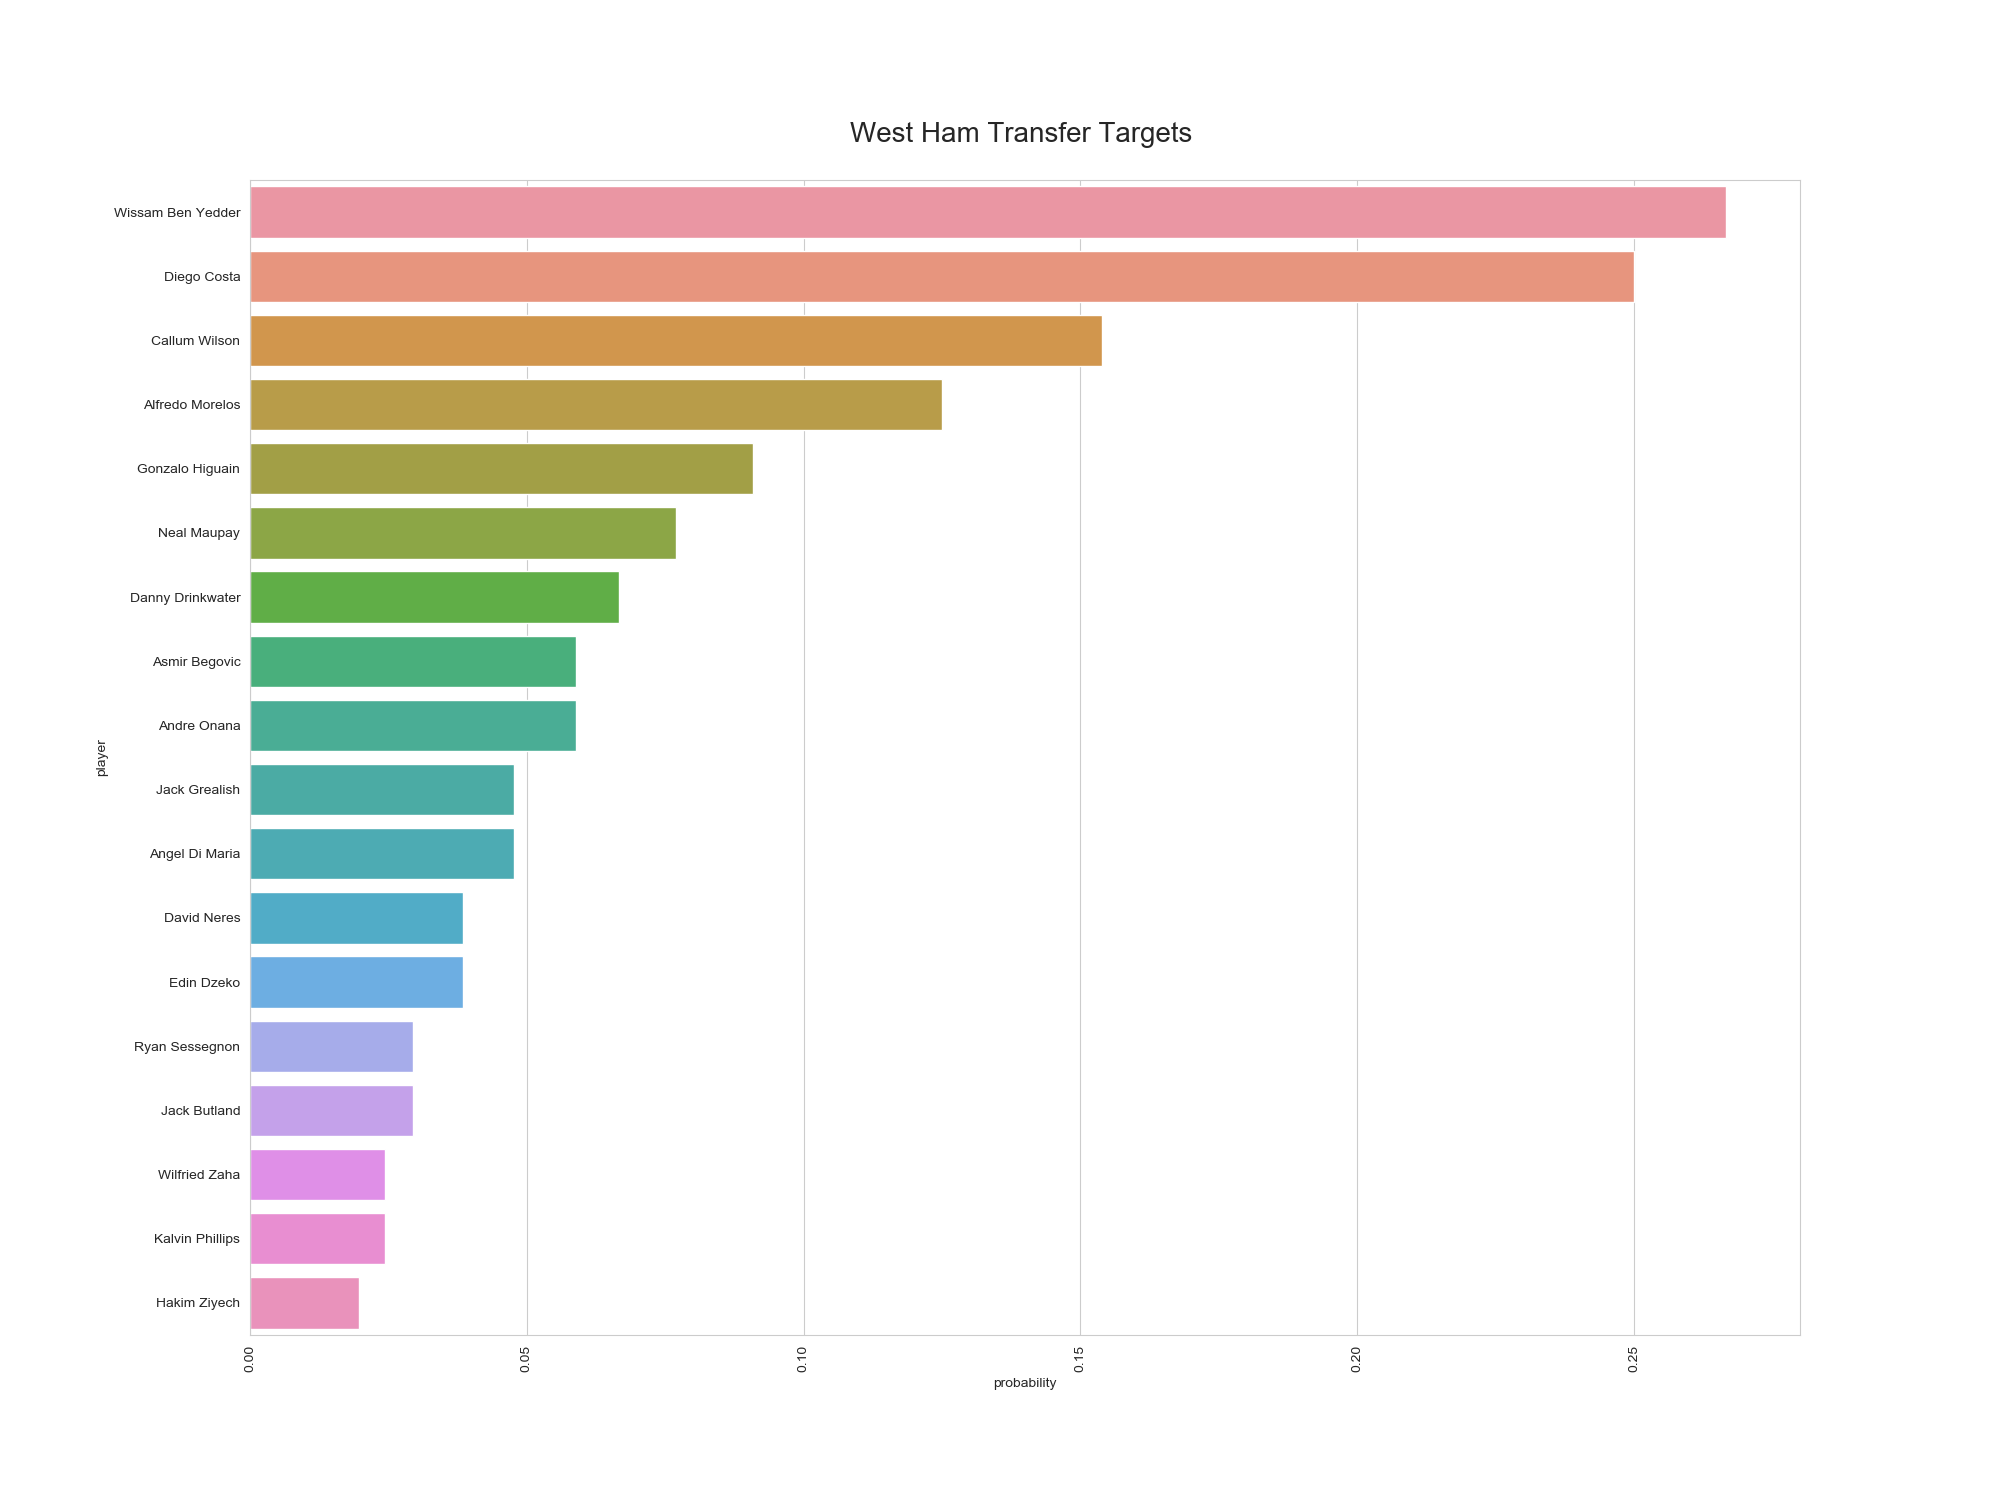 West Ham Transfer Targets
Wissam Ben Yedder
Diego Costa
Callum Wilson
Alfredo Morelos
Gonzalo Higuain
Neal Maupay
Danny Drinkwater
Asmir Begovic
Andre Onana
Jack Grealish
Angel Di Maria
David Neres
Edin Dzeko
Ryan Sessegnon
Jack Butland
Wilfried Zaha
Kalvin Phillips
Hakim Ziyech
player
0.00
0.05
0.10
0.15
0.20
0.25
probability